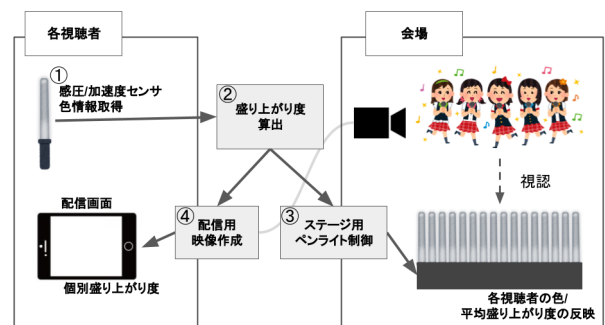 各視聴者
会場
①
感圧/加速度センサ
色情報取得
②
盛り上がり度
算出
視認
配信画面
④
配信用
映像作成
③
ステージ用
ペンライト制御
個別盛り上がり度
各視聴者の色/
平均盛り上がり度の反映